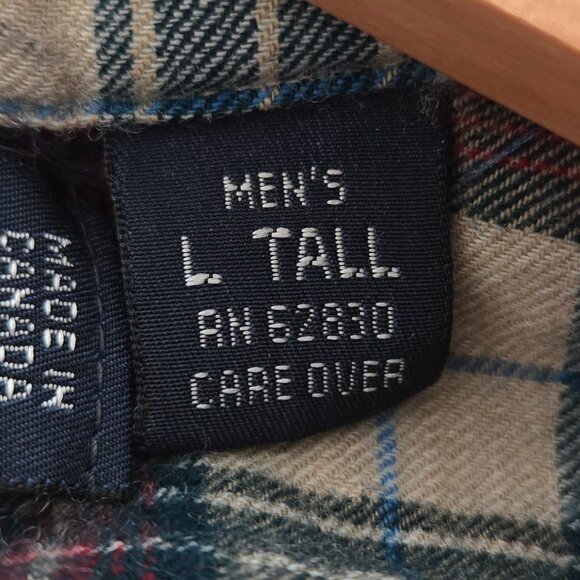 MEN'S
L TALL
RN 62830
CARE OVER
MADE IN
CANADA